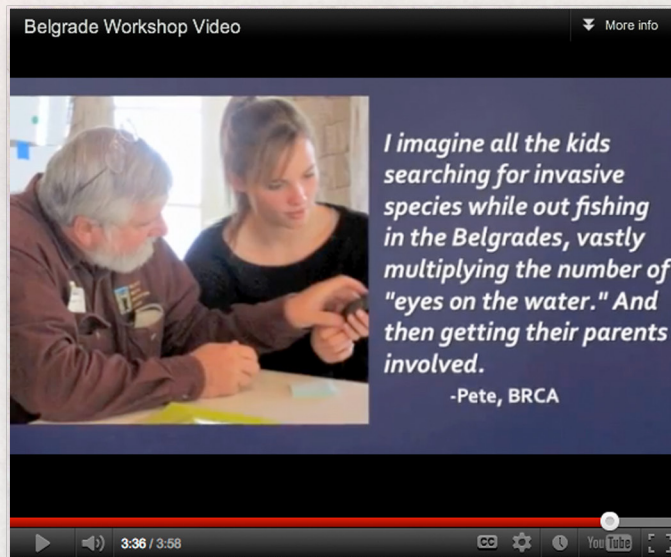 Belgrade Workshop Video
More info
I imagine all the kids
searching for invasive
species while out fishing
in the Belgrades, vastly
multiplying the number of
"eyes on the water." And
then getting their parents
involved.
-Pete, BRCA
3:36 / 3:58
CC
YouTube